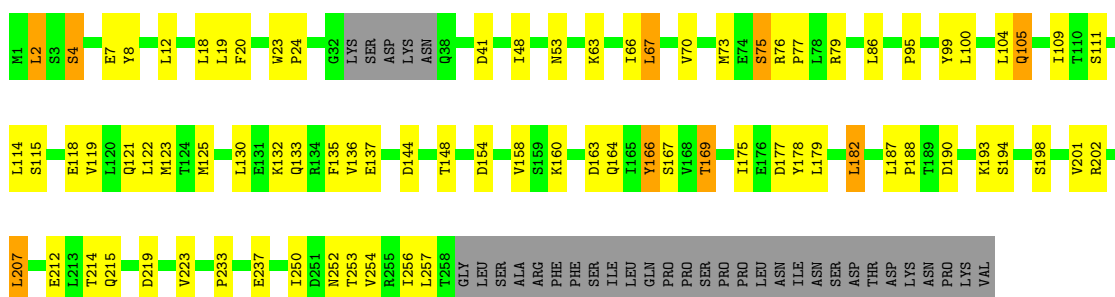 M1 L2 S3 S4 E7 Y8 L12 L18 L19 F20 W23 P24 G32 LYS SER ASP LYS ASN Q38 D41 I48 N53 K63 I66 L67 V70 M73 E74 S75 R76 P77 L78 R79 L86 P95 Y99 L100 L104 Q105 I109 T110 S111
L114 S115 E118 V119 L120 Q121 L122 M123 T124 M125 L130 E131 K132 Q133 R134 F135 V136 E137 D144 T148 D154 V158 S159 K160 D163 Q164 I165 Y166 S167 V168 T169 I175 E176 D177 Y178 L179 L182 L187 P188 T189 D190 K193 S194 S198 V201 R202
L207 E212 L213 T214 Q215 D219 V223 P233 E237 I250 D251 N252 T253 V254 R255 I256 L257 T258 GLY LEU SER ALA ARG PHE PHE SER ILE LEU GLN PRO PRO SER PRO PRO LEU ASN ILE ASN SER ASP THR ASP LYS ASN PRO LYS VAL